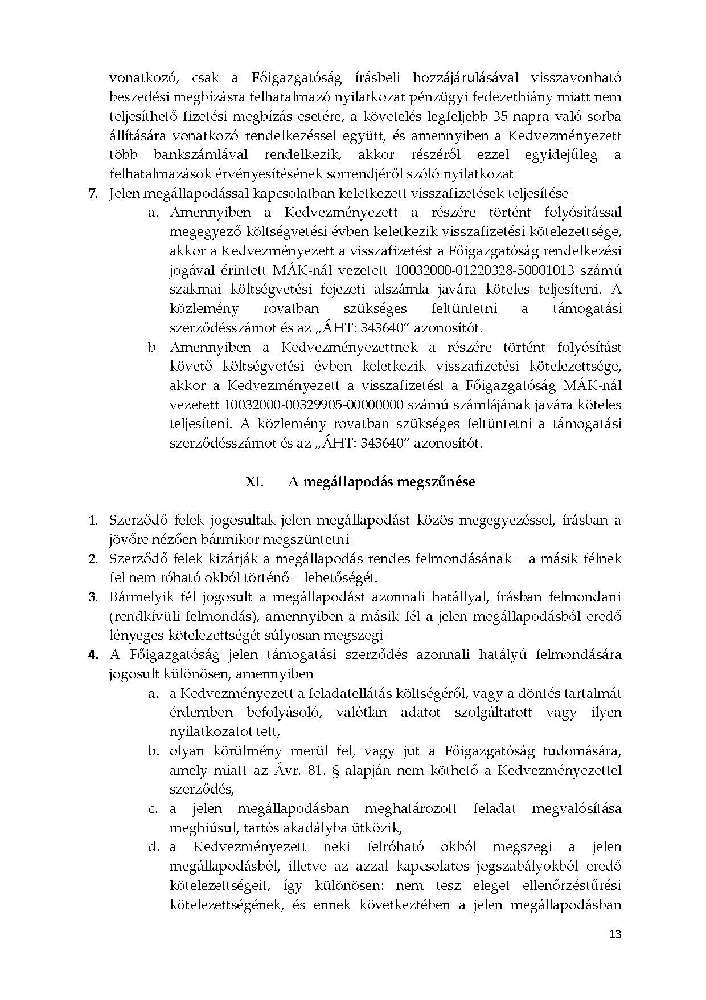 vonatkozó, csak a Főigazgatóság írásbeli hozzájárulásával visszavonható
beszedési megbízásra felhatalmazó nyilatkozat pénzügyi fedezethiány miatt nem
teljesíthető fizetési megbízás esetére, a követelés legfeljebb 35 napra való sorba
állítására vonatkozó rendelkezéssel együtt, és amennyiben a Kedvezményezett
több bankszámlával rendelkezik, akkor részéről ezzel egyidejűleg a
felhatalmazások érvényesítésének sorrendjéről szóló nyilatkozat
7. Jelen megállapodással kapcsolatban keletkezett visszafizetések teljesítése:
a. Amennyiben a Kedvezményezett a részére történt folyósítással
megegyező költségvetési évben keletkezik visszafizetési kötelezettsége,
akkor a Kedvezményezett a visszafizetést a Főigazgatóság rendelkezési
jogával érintett MÁK-nál vezetett 10032000-01220328-50001013 számú
szakmai költségvetési fejezeti alszámla javára köteles teljesíteni. A
közlemény rovatban szükséges feltüntetni a támogatási
szerződésszámot és az „ÁHT: 343640” azonosítót.
b. Amennyiben a Kedvezményezettnek a részére történt folyósítást
követő költségvetési évben keletkezik visszafizetési kötelezettsége,
akkor a Kedvezményezett a visszafizetést a Főigazgatóság MÁK-nál
vezetett 10032000-00329905-00000000 számú számlájának javára köteles
teljesíteni. A közlemény rovatban szükséges feltüntetni a támogatási
szerződésszámot és az „ÁHT: 343640” azonosítót.
XI. A megállapodás megszűnése
1. Szerződő felek jogosultak jelen megállapodást közös megegyezéssel, írásban a
jövőre nézően bármikor megszüntetni.
2. Szerződő felek kizárják a megállapodás rendes felmondásának – a másik félnek
fel nem róható okból történő – lehetőségét.
3. Bármelyik fél jogosult a megállapodást azonnali hatállyal, írásban felmondani
(rendkívüli felmondás), amennyiben a másik fél a jelen megállapodásból eredő
lényeges kötelezettségét súlyosan megszegi.
4. A Főigazgatóság jelen támogatási szerződés azonnali hatályú felmondására
jogosult különösen, amennyiben
a. a Kedvezményezett a feladatellátás költségéről, vagy a döntés tartalmát
érdemben befolyásoló, valótlan adatot szolgáltatott vagy ilyen
nyilatkozatot tett,
b. olyan körülmény merül fel, vagy jut a Főigazgatóság tudomására,
amely miatt az Ávr. 81. § alapján nem köthető a Kedvezményezettel
szerződés,
c. a jelen megállapodásban meghatározott feladat megvalósítása
meghiúsul, tartós akadályba ütközik,
d. a Kedvezményezett neki felróható okból megszegi a jelen
megállapodásból, illetve az azzal kapcsolatos jogszabályokból eredő
kötelezettségeit, így különösen: nem tesz eleget ellenőrzéstűrési
kötelezettségének, és ennek következtében a jelen megállapodásban
13